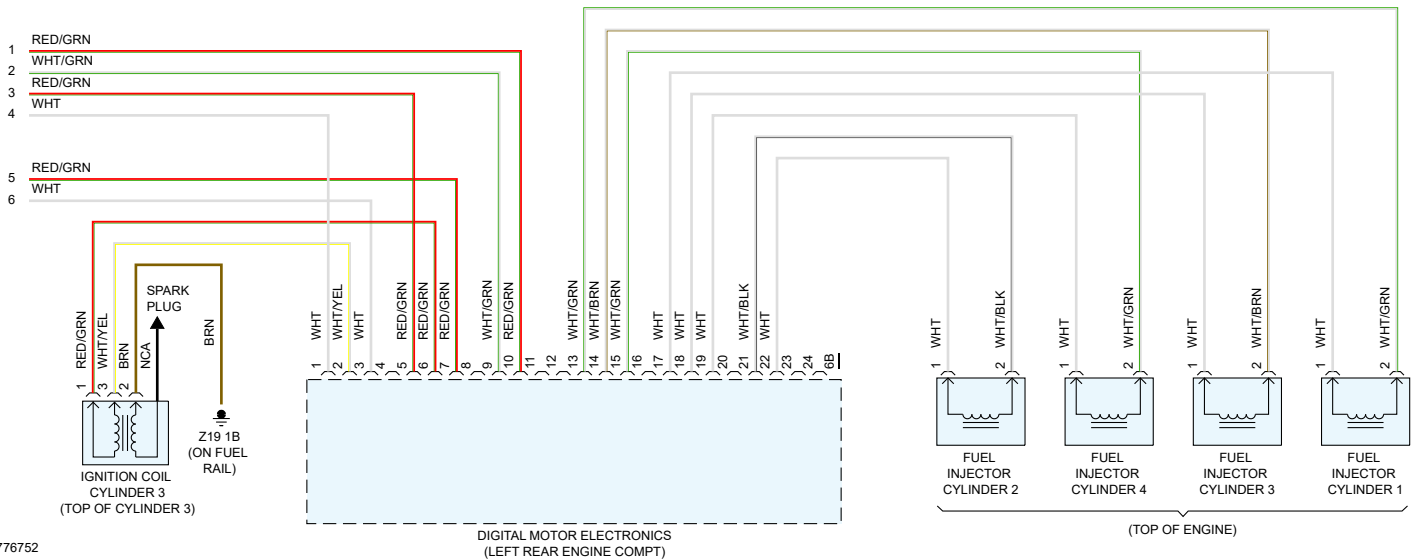 1 RED/GRN
2 WHT/GRN
3 RED/GRN
4 WHT
5 RED/GRN
6 WHT
SPARK
PLUG
RED/GRN
WHT/YEL
BRN
NCA
BRN
1 3 2
Z19 1B
(ON FUEL
RAIL)
IGNITION COIL
CYLINDER 3
(TOP OF CYLINDER 3)
WHT
WHT/YEL
WHT
RED/GRN
RED/GRN
RED/GRN
WHT/GRN
RED/GRN
WHT/GRN
WHT/BRN
WHT/GRN
WHT
WHT
WHT
WHT/BLK
WHT
1 2 3 4 5 6 7 8 9 10 11 12 13 14 15 16 17 18 19 20 21 22 23 24 6B
DIGITAL MOTOR ELECTRONICS
(LEFT REAR ENGINE COMPT)
WHT
WHT/BLK
1 2
FUEL
INJECTOR
CYLINDER 2
WHT
WHT/GRN
1 2
FUEL
INJECTOR
CYLINDER 4
WHT
WHT/BRN
1 2
FUEL
INJECTOR
CYLINDER 3
WHT
WHT/GRN
1 2
FUEL
INJECTOR
CYLINDER 1
(TOP OF ENGINE)
776752